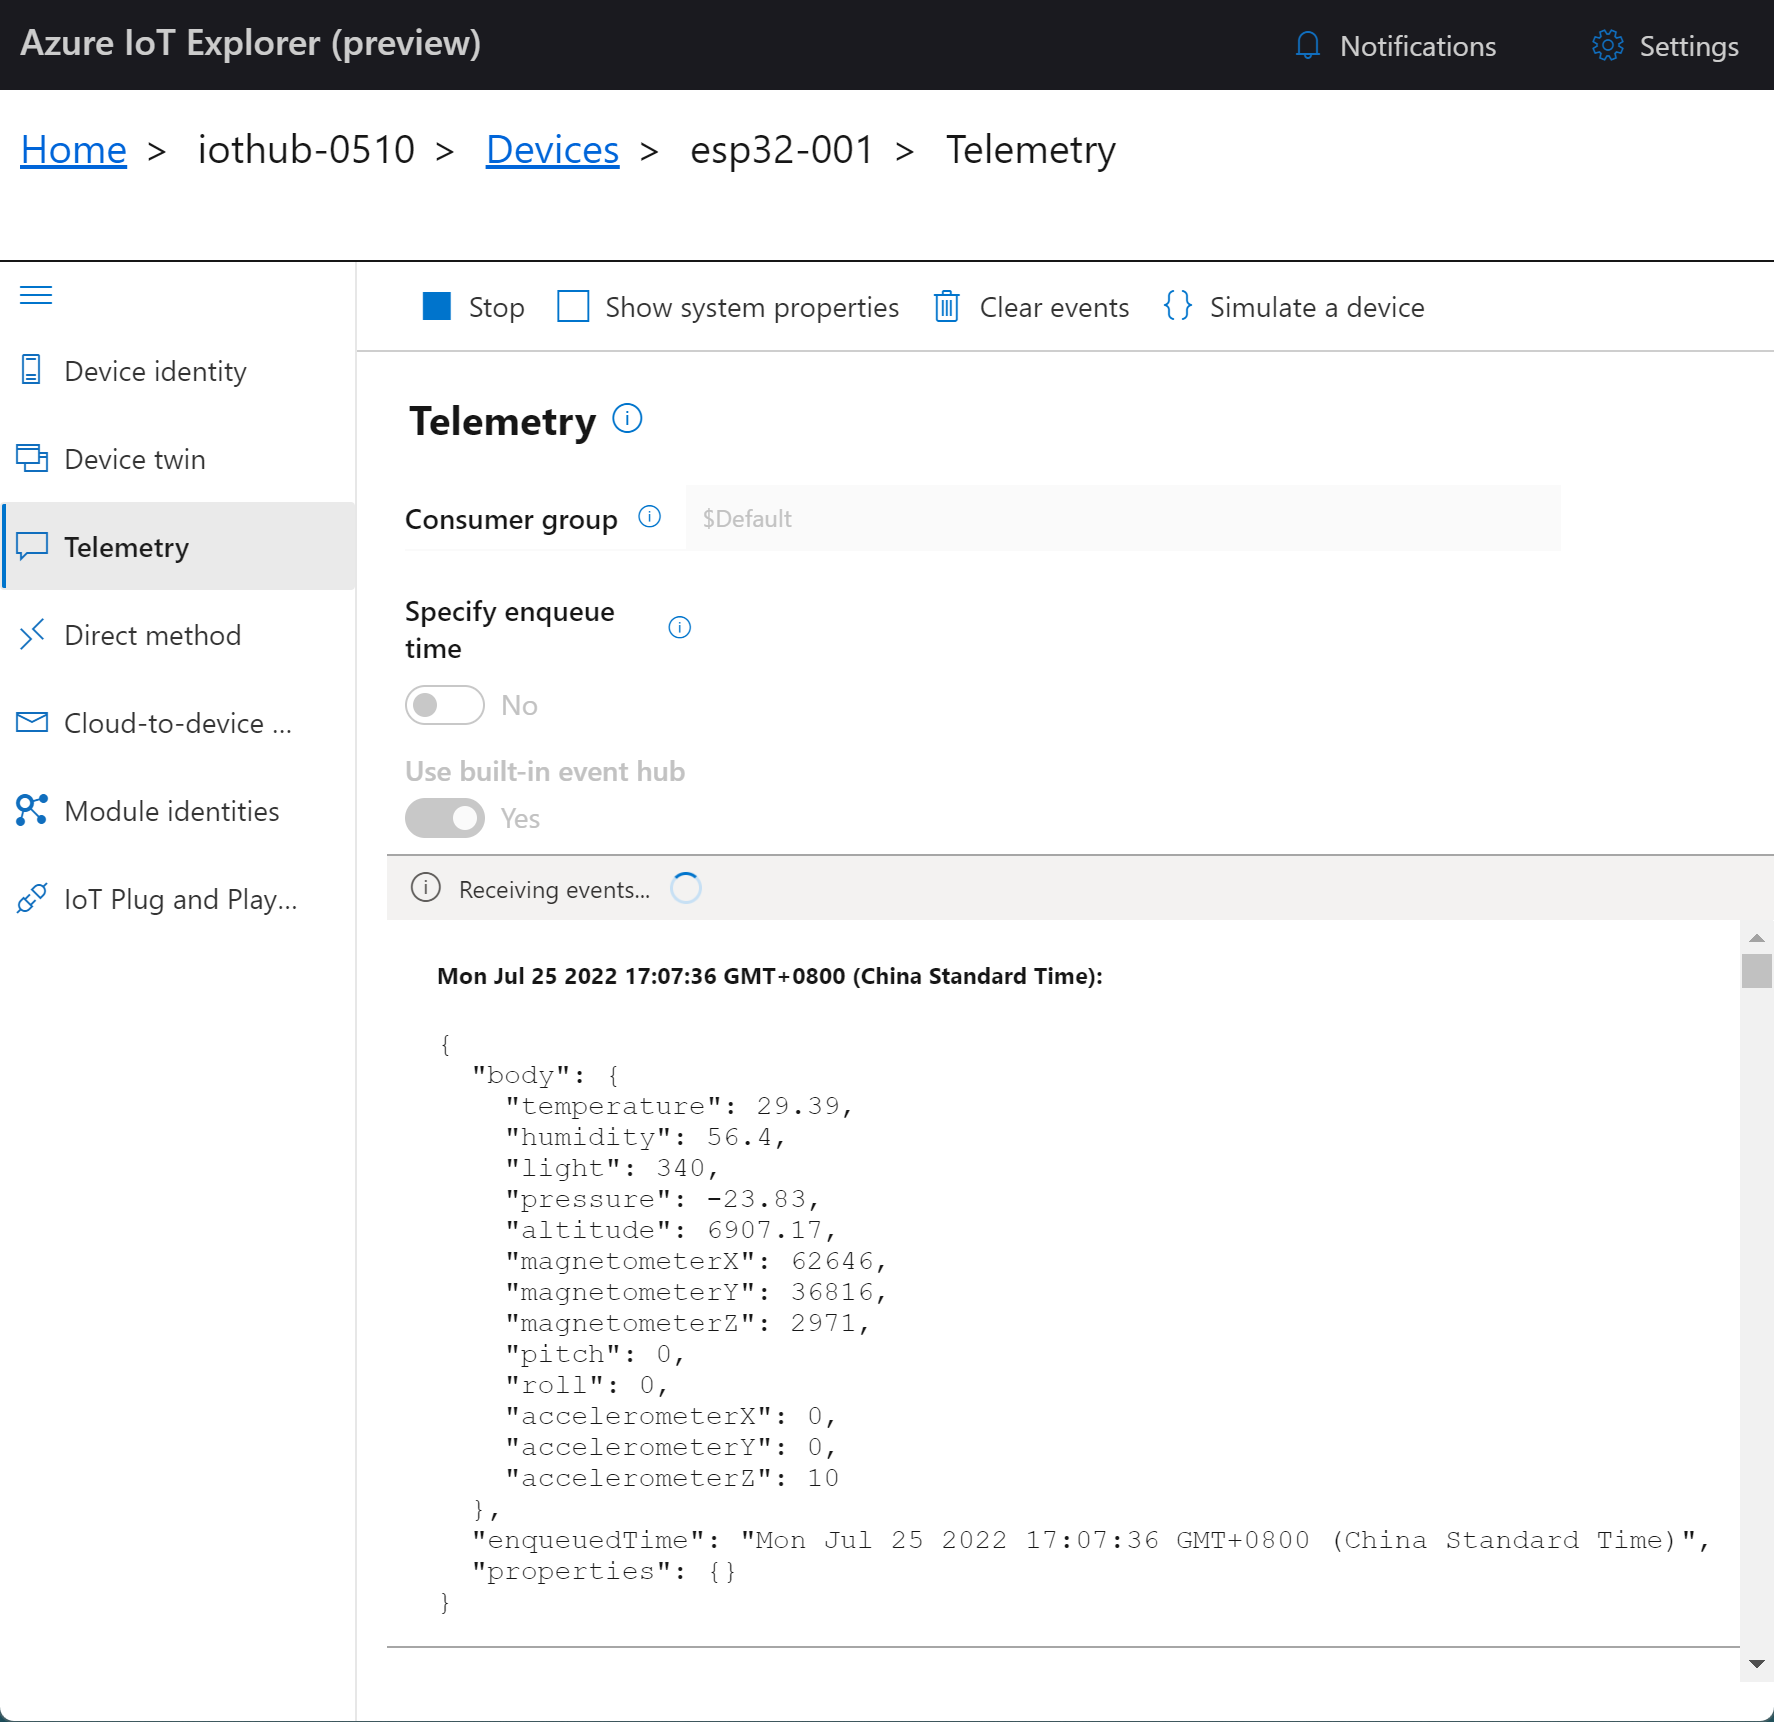 Azure IoT Explorer (preview)
Notifications
Settings
Home > iothub-0510 > Devices > esp32-001 > Telemetry
Stop
Show system properties
Clear events
{} Simulate a device
Device identity
Device twin
Telemetry
Direct method
Cloud-to-device ...
Module identities
IoT Plug and Play...
Telemetry
Consumer group
$Default
Specify enqueue
time
No
Use built-in event hub
Yes
Receiving events...
Mon Jul 25 2022 17:07:36 GMT+0800 (China Standard Time):
{
"body": {
"temperature": 29.39,
"humidity": 56.4,
"light": 340,
"pressure": -23.83,
"altitude": 6907.17,
"magnetometerX": 62646,
"magnetometerY": 36816,
"magnetometerZ": 2971,
"pitch": 0,
"roll": 0,
"accelerometerX": 0,
"accelerometerY": 0,
"accelerometerZ": 10
},
"enqueuedTime": "Mon Jul 25 2022 17:07:36 GMT+0800 (China Standard Time)",
"properties": {}
}